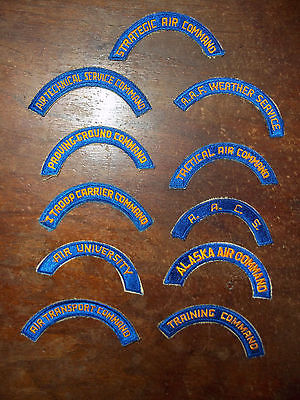 STRATEGIC AIR COMMAND
AIR TECHNICAL SERVICE COMMAND
A.A.F. WEATHER SERVICE
PROVING GROUND COMMAND
TACTICAL AIR COMMAND
I TROOP CARRIER COMMAND
A. A. C. S.
AIR UNIVERSITY
ALASKA AIR COMMAND
AIR TRANSPORT COMMAND
TRAINING COMMAND